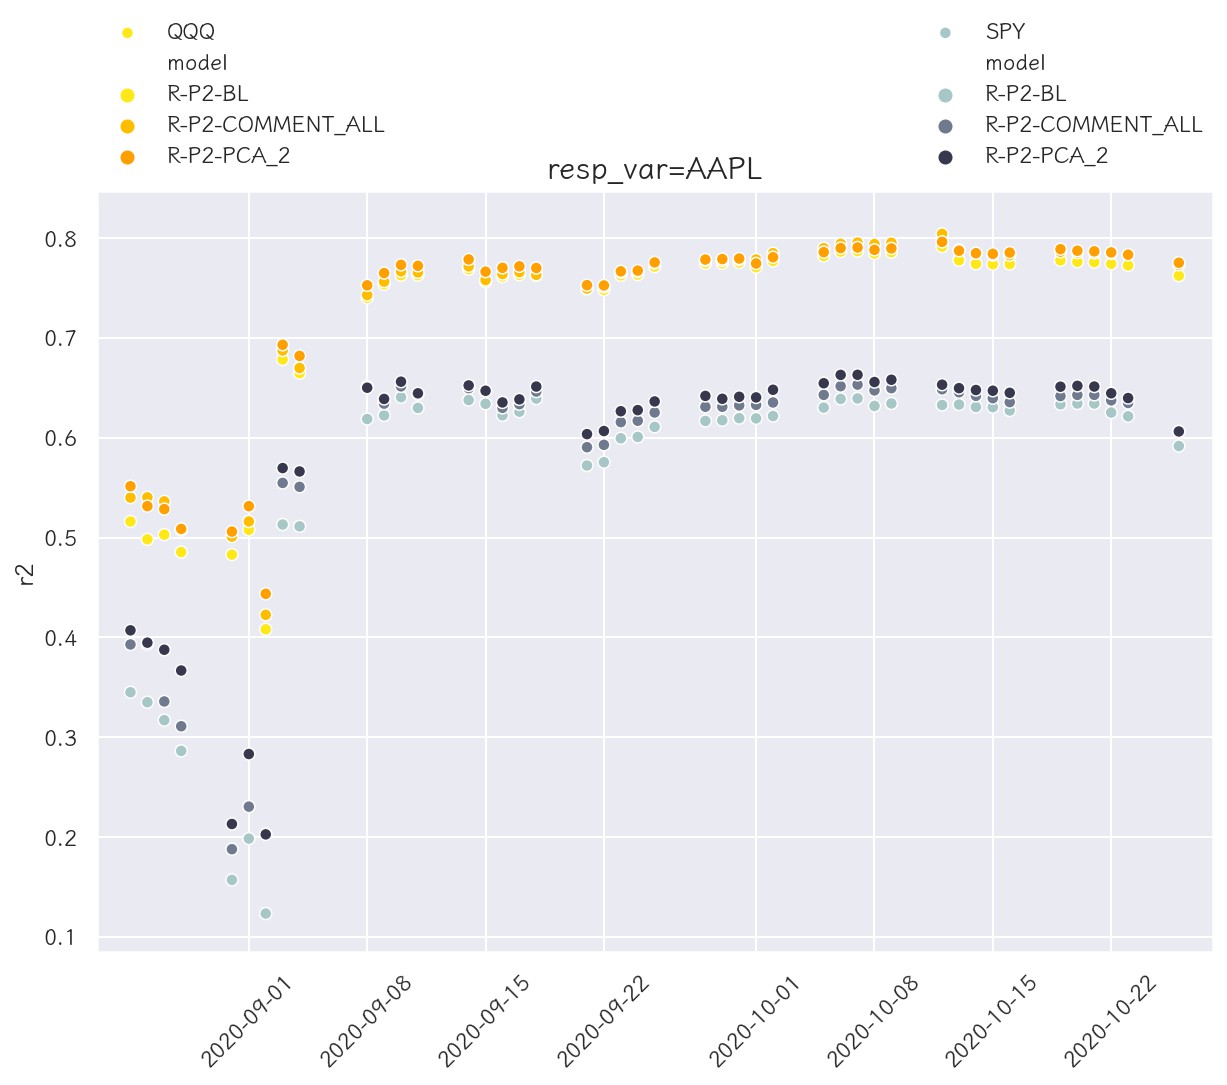 QQQ
model
R-P2-BL
R-P2-COMMENT_ALL
R-P2-PCA_2
SPY
model
R-P2-BL
R-P2-COMMENT_ALL
R-P2-PCA_2
resp_var=AAPL
0.8
0.7
0.6
0.5
0.4
0.3
0.2
0.1
r2
2020-09-01
2020-09-08
2020-09-15
2020-09-22
2020-10-01
2020-10-08
2020-10-15
2020-10-22